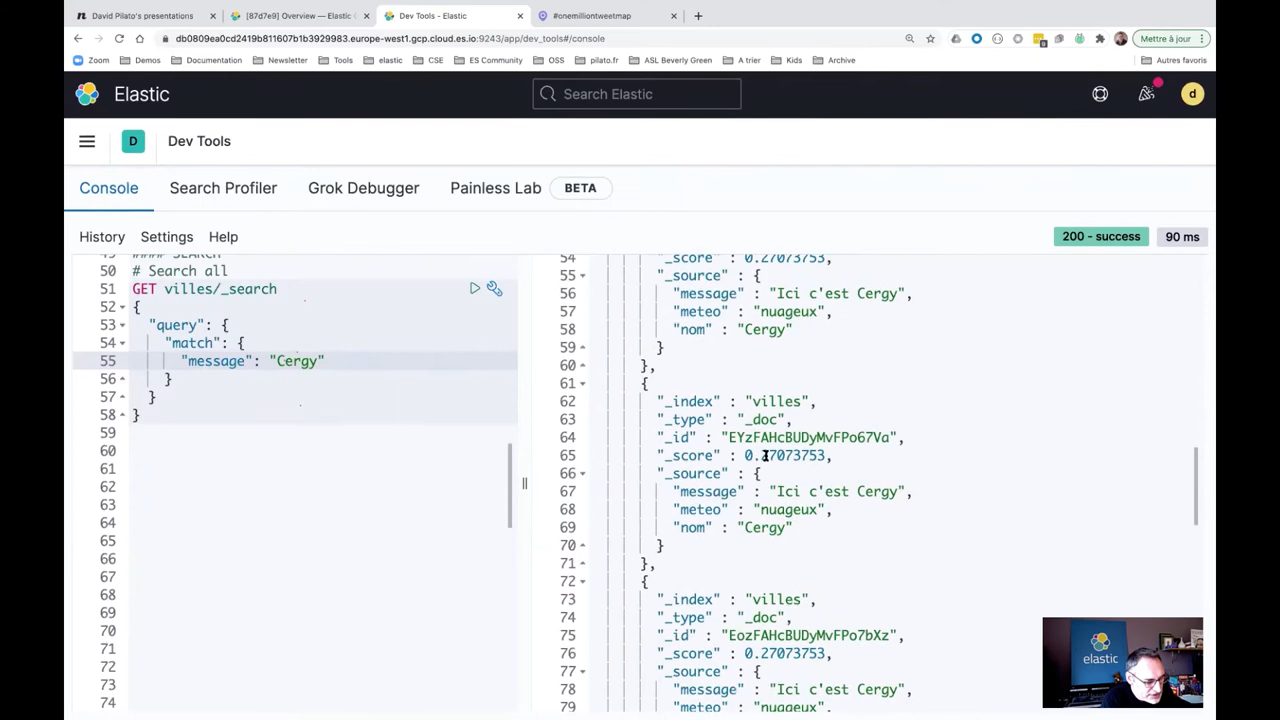 David Pilato's presentations
[87d7e9] Overview — Elastic C
Dev Tools - Elastic
#onemilliontweetmap
db0809ea0cd2419b811607b1b3929983.europe-west1.gcp.cloud.es.io:9243/app/dev_tools#/console
Mettre à jour
Zoom
Demos
Documentation
Newsletter
Tools
elastic
CSE
ES Community
OSS
pilato.fr
ASL Beverly Green
A trier
Kids
Archive
Autres favoris
Elastic
Search Elastic
d
D
Dev Tools
Console
Search Profiler
Grok Debugger
Painless Lab
BETA
History
Settings
Help
200 - success
90 ms
49 #### SEARCH
50 # Search all
51 GET villes/_search
52 {
53 "query": {
54 "match": {
55 "message": "Cergy"
56 }
57 }
58 }
59
60
61
62
63
64
65
66
67
68
69
70
71
72
73
74
54 "_score" : 0.27073753,
55 "_source" : {
56 "message" : "Ici c'est Cergy",
57 "meteo" : "nuageux",
58 "nom" : "Cergy"
59 }
60 },
61 {
62 "_index" : "villes",
63 "_type" : "_doc",
64 "_id" : "EYzFAHcBUDyMvFPo67Va",
65 "_score" : 0.27073753,
66 "_source" : {
67 "message" : "Ici c'est Cergy",
68 "meteo" : "nuageux",
69 "nom" : "Cergy"
70 }
71 },
72 {
73 "_index" : "villes",
74 "_type" : "_doc",
75 "_id" : "EozFAHcBUDyMvFPo7bXz",
76 "_score" : 0.27073753,
77 "_source" : {
78 "message" : "Ici c'est Cergy",
79 "meteo" : "nuageux",
elastic